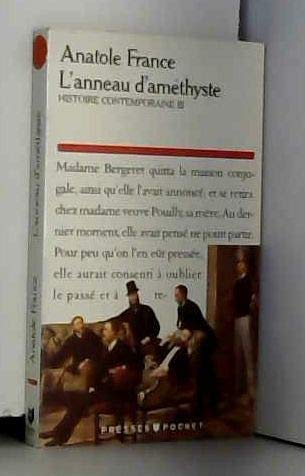 Anatole France
L'anneau d'améthyste
HISTOIRE CONTEMPORAINE III
Madame Bergeret quitta la maison conju-
gale, ainsi qu'elle l'avait annoncé, et se retira
chez madame veuve Pouilly, sa mère. Au der-
nier moment, elle avait pensé ne point partir.
Pour peu qu'on l'en eût pressée,
elle aurait consenti à oublier
le passé et à re-
PRESSES POCKET
Anatole France
L'anneau d'améthyste